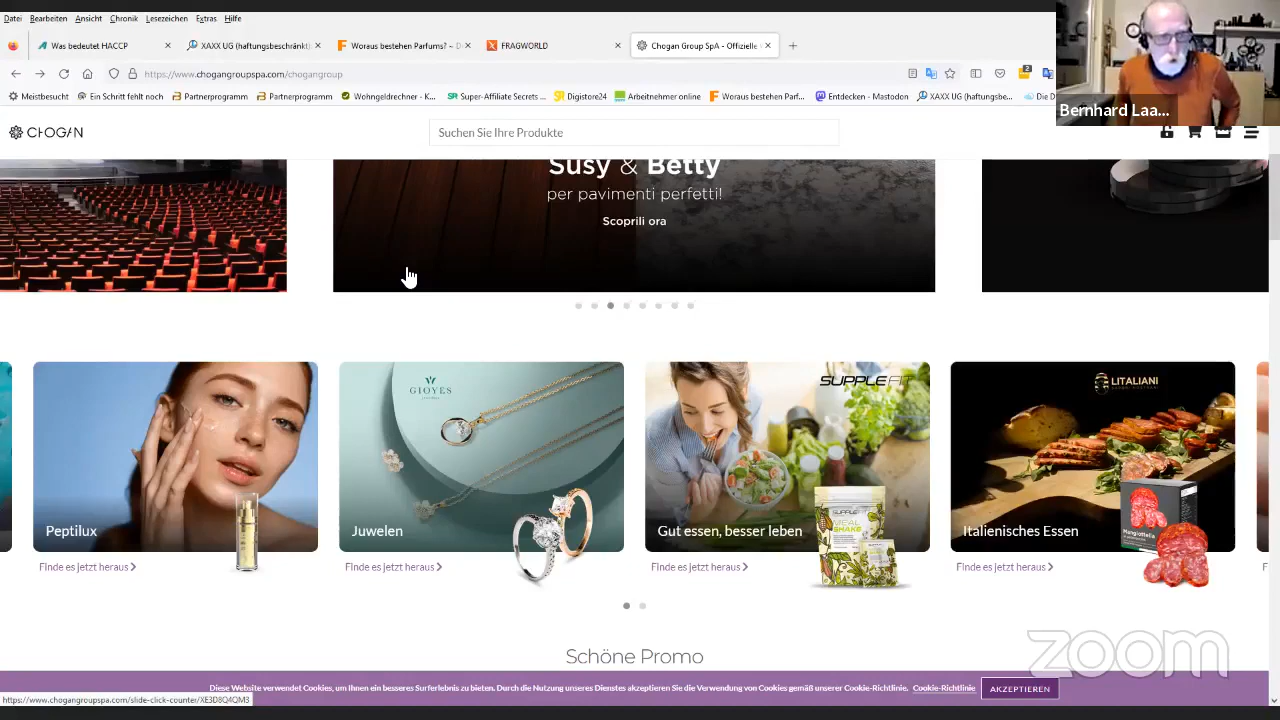 Datei Bearbeiten Ansicht Chronik Lesezeichen Extras Hilfe
Was bedeutet HACCP
XAXX UG (haftungsbeschränkt)
Woraus bestehen Parfums? ~ D
FRAGWORLD
Chogan Group SpA - Offizielle
https://www.chogangroupspa.com/chogangroup
2
Meistbesucht
Ein Schritt fehlt noch
Partnerprogramm
Partnerprogramm
Wohngeldrechner - K...
Super-Affiliate Secrets ...
Digistore24
Arbeitnehmer online
Woraus bestehen Parf...
Entdecken - Mastodon
XAXX UG (haftungsbe...
Die D
Bernhard Laa...
CHOGAN
Suchen Sie Ihre Produkte
Susy & Betty
per pavimenti perfetti!
Scoprili ora
Peptilux
Finde es jetzt heraus
GIOYES
Juwelen
Finde es jetzt heraus
SUPPLEFIT
Gut essen, besser leben
MEAL SHAKE
Finde es jetzt heraus
LITALIANI
Italienisches Essen
Finde es jetzt heraus
F
Schöne Promo
zoom
Diese Website verwendet Cookies, um Ihnen ein besseres Surferlebnis zu bieten. Durch die Nutzung unseres Dienstes akzeptieren Sie die Verwendung von Cookies gemäß unserer Cookie-Richtlinie. Cookie-Richtlinie
AKZEPTIEREN
https://www.chogangroupspa.com/slide-click-counter/XE3D8Q4QM3